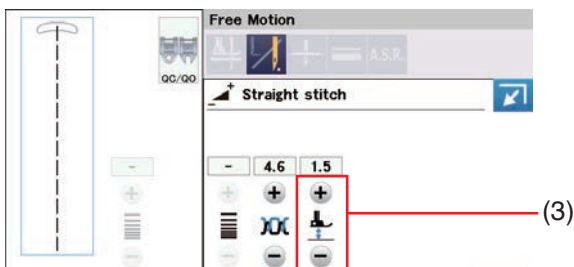 Free Motion
A.S.R.
QC/QO
Straight stitch
- 4.6 1.5
-
(3)